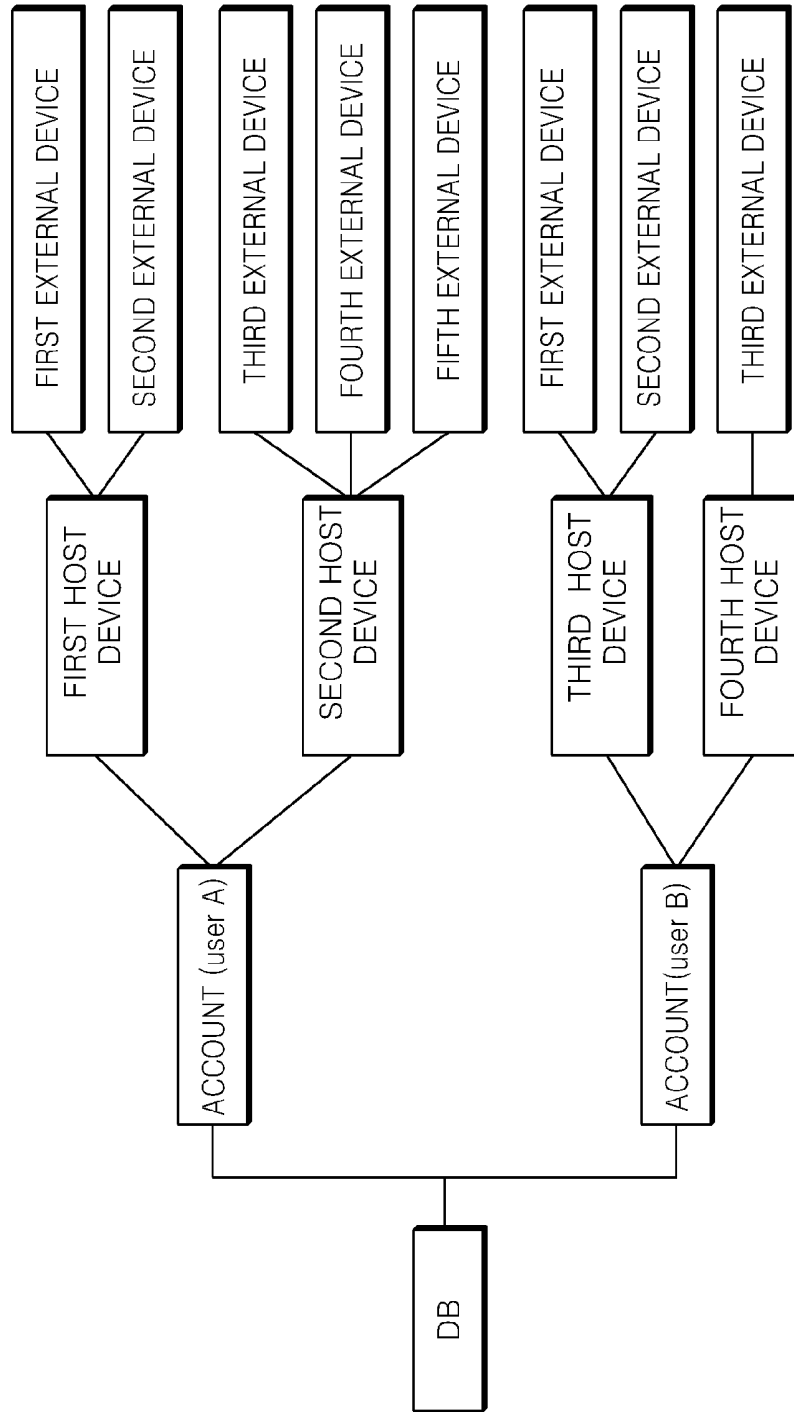 DB
ACCOUNT (user A)
ACCOUNT(user B)
FIRST HOST
DEVICE
SECOND HOST
DEVICE
THIRD HOST
DEVICE
FOURTH HOST
DEVICE
FIRST EXTERNAL DEVICE
SECOND EXTERNAL DEVICE
THIRD EXTERNAL DEVICE
FOURTH EXTERNAL DEVICE
FIFTH EXTERNAL DEVICE
FIRST EXTERNAL DEVICE
SECOND EXTERNAL DEVICE
THIRD EXTERNAL DEVICE